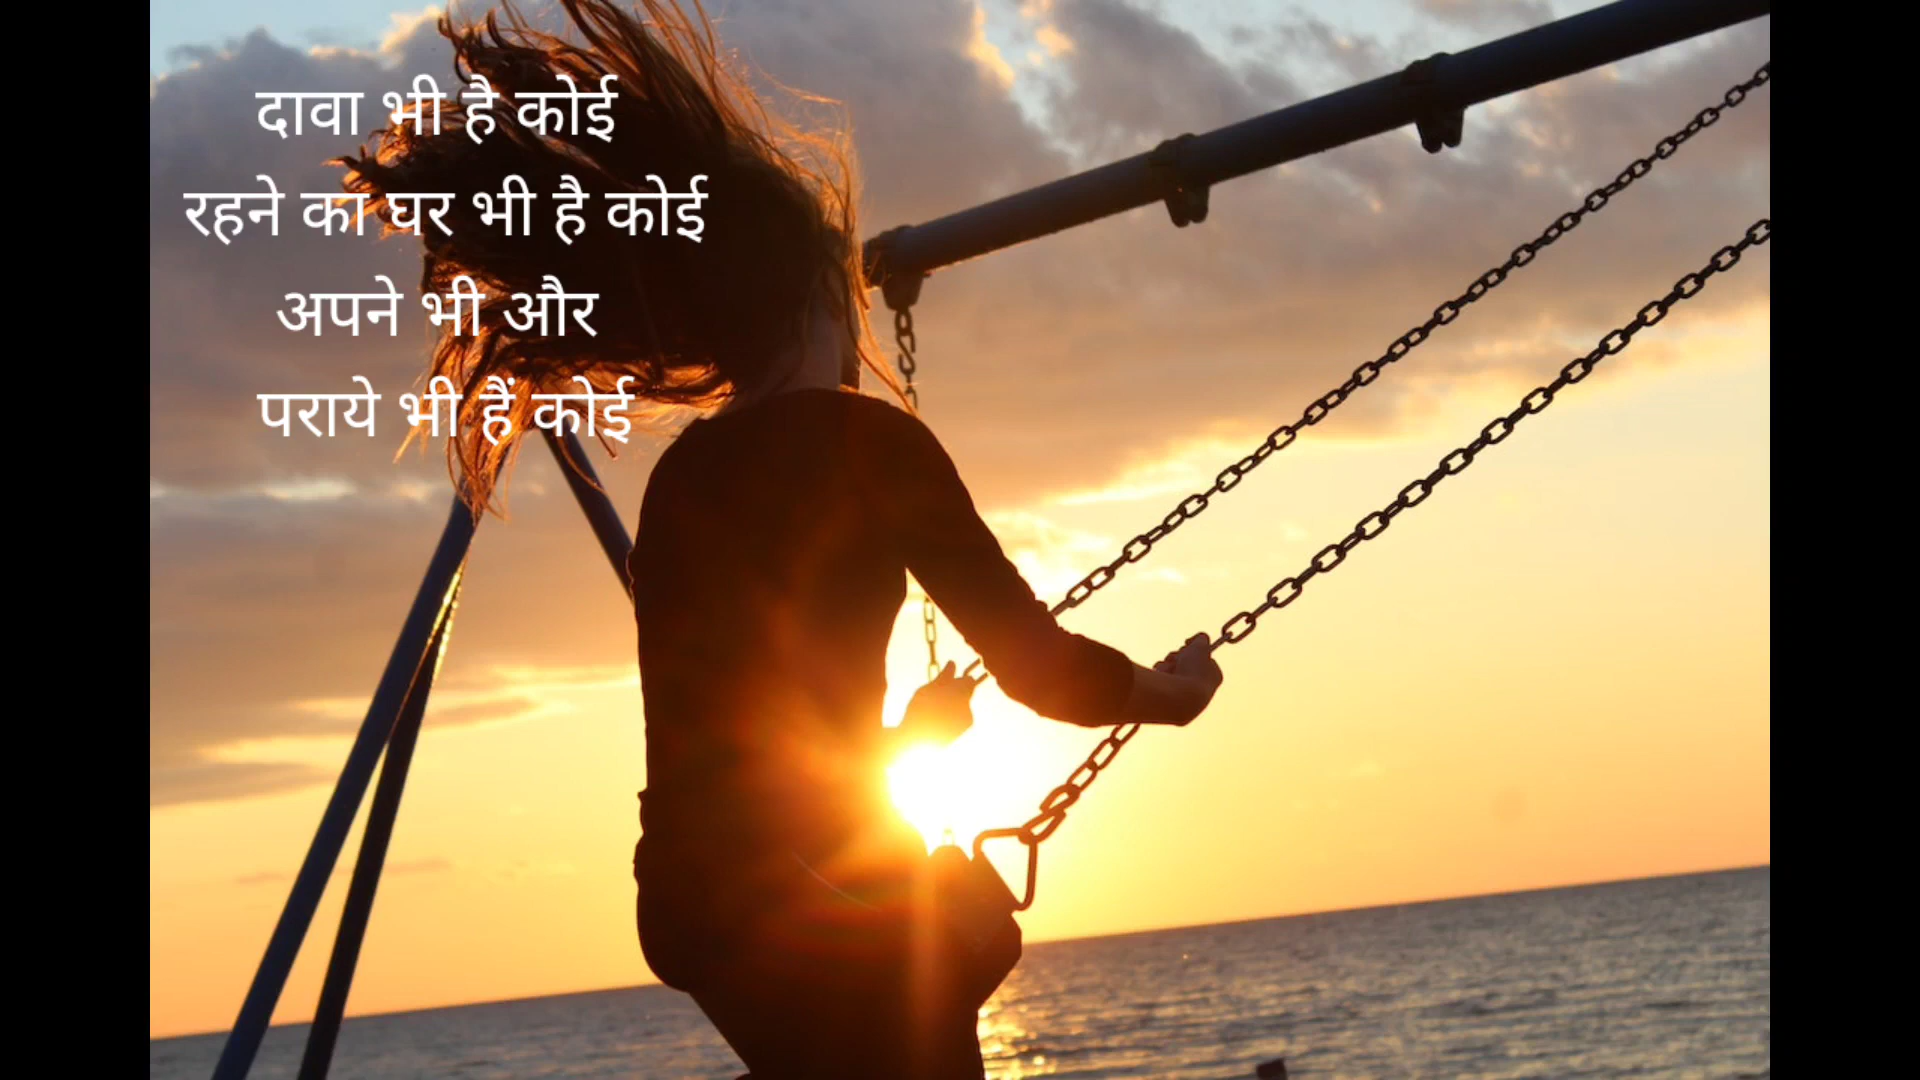 दावा भी है कोई
रहने का घर भी है कोई
अपने भी और
पराये भी हैं कोई